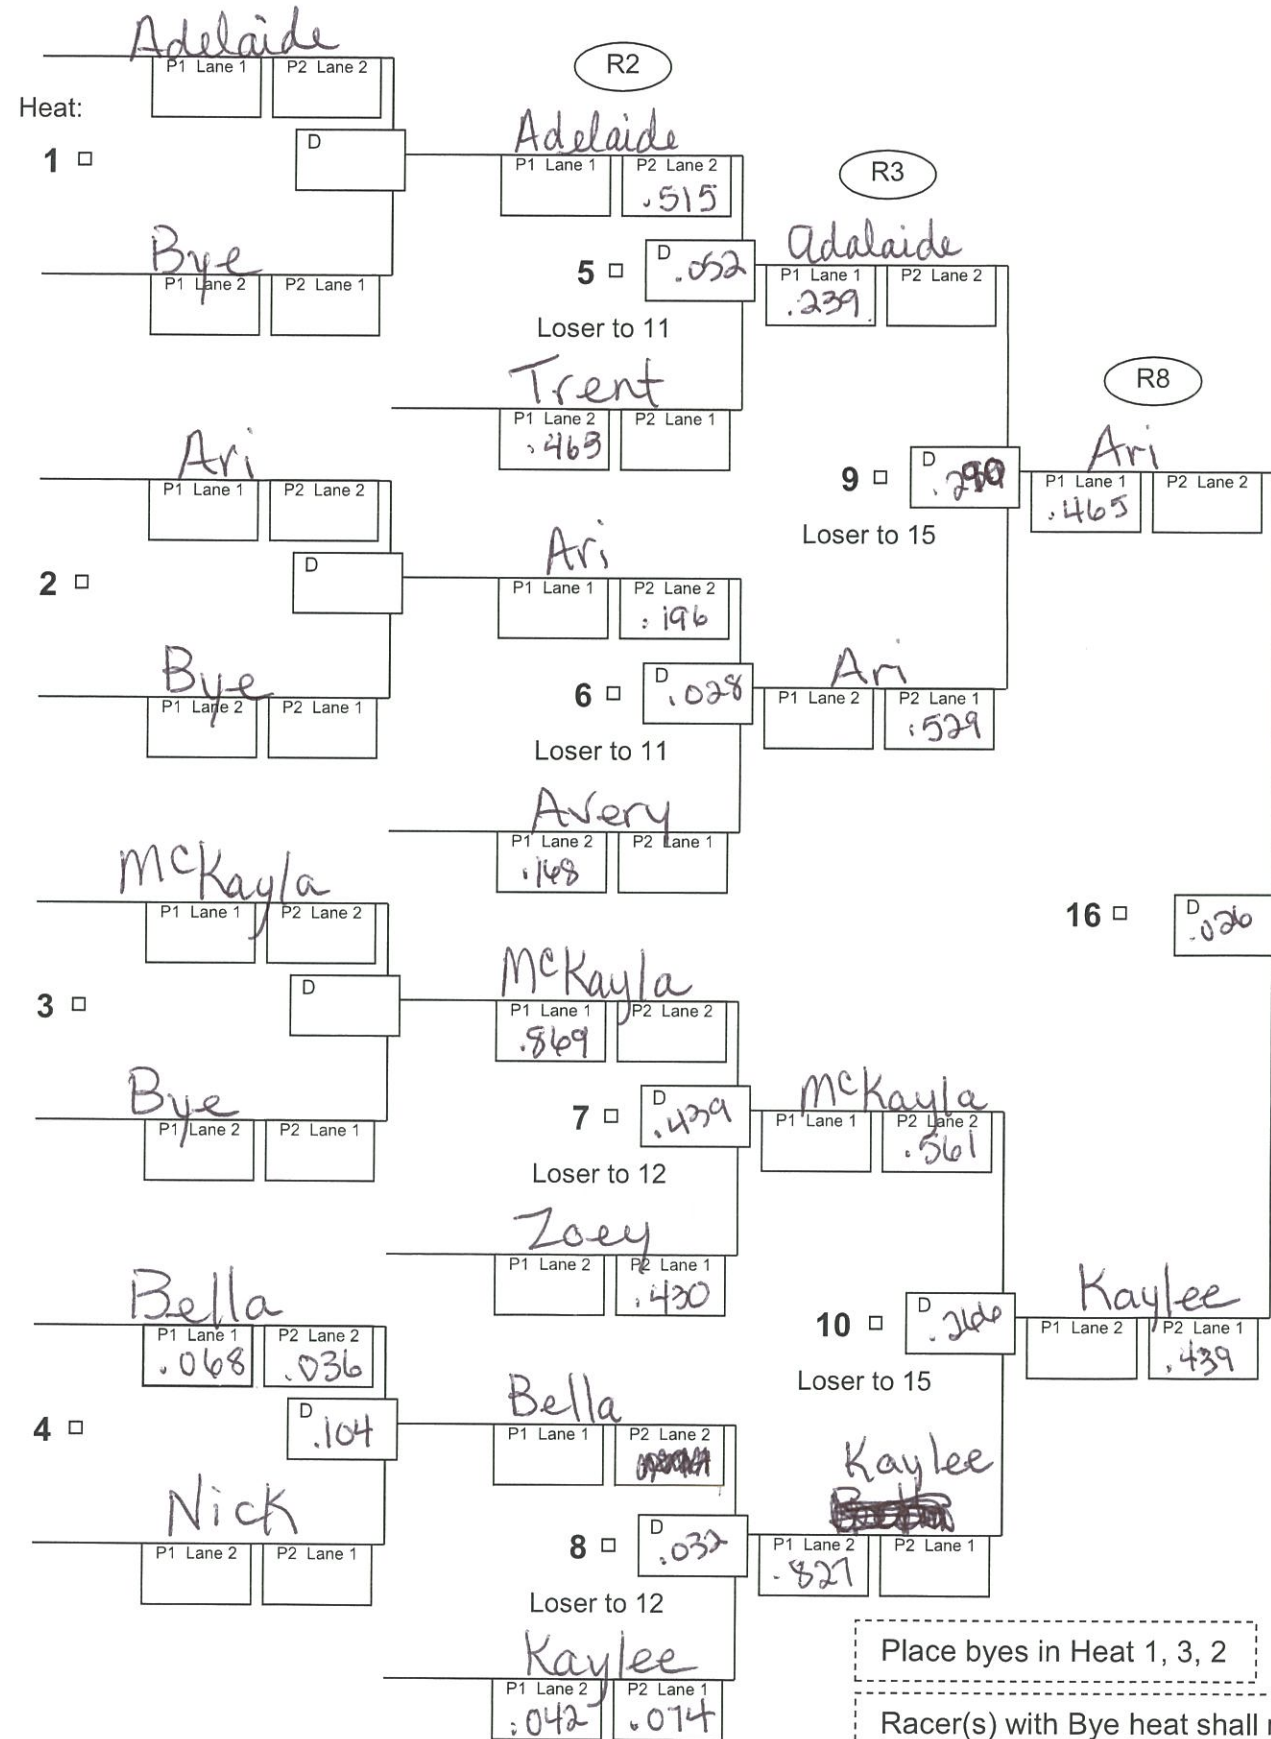 Adelaide
P1 Lane 1 P2 Lane 2
R2
Heat:
Adelaide
1 D
P1 Lane 1 P2 Lane 2
.515
R3
Bye
P1 Lane 2 P2 Lane 1
5 D .052
Adalaide
P1 Lane 1 P2 Lane 2
.239
Loser to 11
Trent
P1 Lane 2 P2 Lane 1
.463
R8
Ari
P1 Lane 1 P2 Lane 2
9 D
Ari
P1 Lane 1 P2 Lane 2
.465
Loser to 15
2 D
Ari
P1 Lane 1 P2 Lane 2
.196
Bye
P1 Lane 2 P2 Lane 1
6 D .028
Ari
P1 Lane 2 P2 Lane 1
.529
Loser to 11
Avery
P1 Lane 2 P2 Lane 1
.168
McKayla
P1 Lane 1 P2 Lane 2
16 D .026
3 D
McKayla
P1 Lane 1 P2 Lane 2
.869
Bye
P1 Lane 2 P2 Lane 1
7 D .439
McKayla
P1 Lane 1 P2 Lane 2
.561
Loser to 12
Zoey
P1 Lane 2 P2 Lane 1
.430
Bella
P1 Lane 1 P2 Lane 2
.068 .036
10 D .266
Kaylee
P1 Lane 2 P2 Lane 1
.439
Loser to 15
4 D .104
Bella
P1 Lane 1 P2 Lane 2
Nick
P1 Lane 2 P2 Lane 1
8 D .032
Kaylee
P1 Lane 2 P2 Lane 1
.827
Loser to 12
Kaylee
P1 Lane 2 P2 Lane 1
.042 .074
Place byes in Heat 1, 3, 2
Racer(s) with Bye heat shall